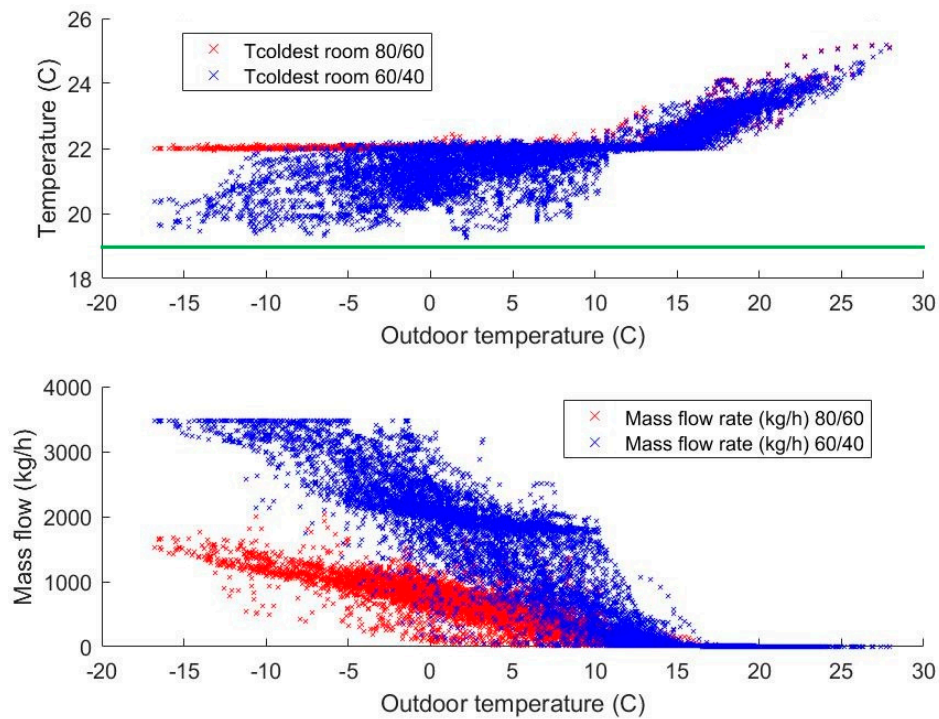 26
24
22
20
18
Temperature (C)
Tcoldest room 80/60
Tcoldest room 60/40
-20 -15 -10 -5 0 5 10 15 20 25 30
Outdoor temperature (C)
4000
3000
2000
1000
0
Mass flow (kg/h)
Mass flow rate (kg/h) 80/60
Mass flow rate (kg/h) 60/40
-20 -15 -10 -5 0 5 10 15 20 25 30
Outdoor temperature (C)